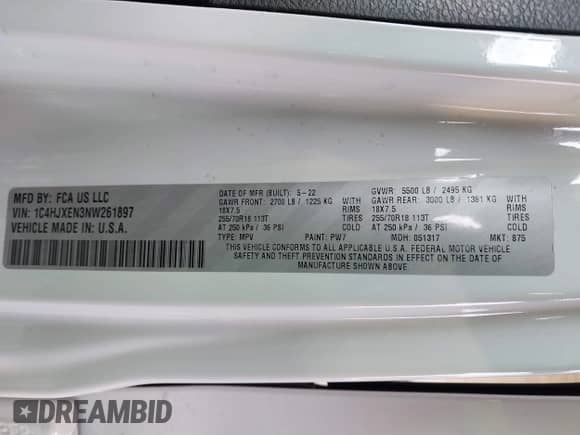 MFD BY: FCA US LLC
VIN: 1C4HJXEN3NW261897
VEHICLE MADE IN: U.S.A.
DATE OF MFR (BUILT): 5-22 GVWR: 5500 LB / 2495 KG
GAWR FRONT: 2700 LB / 1225 KG WITH GAWR REAR: 3000 LB / 1361 KG WITH
18X7.5 RIMS 18X7.5 RIMS
255/70R18 113T TIRES 255/70R18 113T TIRES
AT 250 kPa / 36 PSI COLD AT 250 kPa / 36 PSI COLD
TYPE: MPV PAINT: PW7 MDH: 051317 MKT: 875
THIS VEHICLE CONFORMS TO ALL APPLICABLE U.S.A. FEDERAL MOTOR VEHICLE
SAFETY AND THEFT PREVENTION STANDARDS IN EFFECT ON THE DATE OF
MANUFACTURE SHOWN ABOVE.
DREAMBID